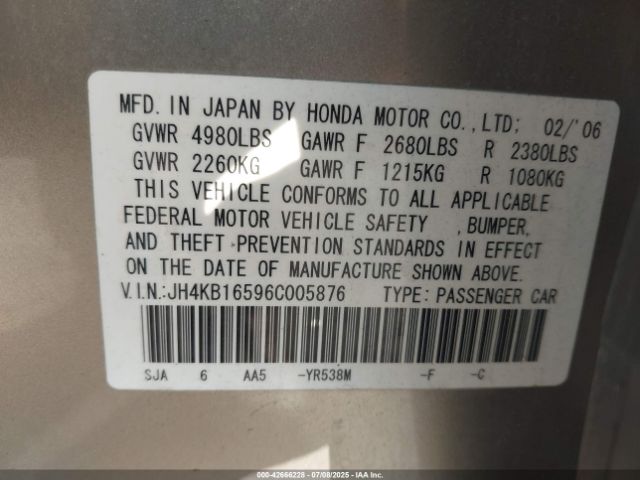 MFD. IN JAPAN BY HONDA MOTOR CO., LTD: 02/'06
GVWR 4980LBS GAWR F 2680LBS R 2380LBS
GVWR 2260KG GAWR F 1215KG R 1080KG
THIS VEHICLE CONFORMS TO ALL APPLICABLE
FEDERAL MOTOR VEHICLE SAFETY , BUMPER,
AND THEFT-PREVENTION STANDARDS IN EFFECT
ON THE DATE OF MANUFACTURE SHOWN ABOVE.
V.I.N.:JH4KB16596C005876 TYPE: PASSENGER CAR
SJA 6 AA5 -YR538M -F -C
000-42666228 - 07/08/2025 - IAA Inc.